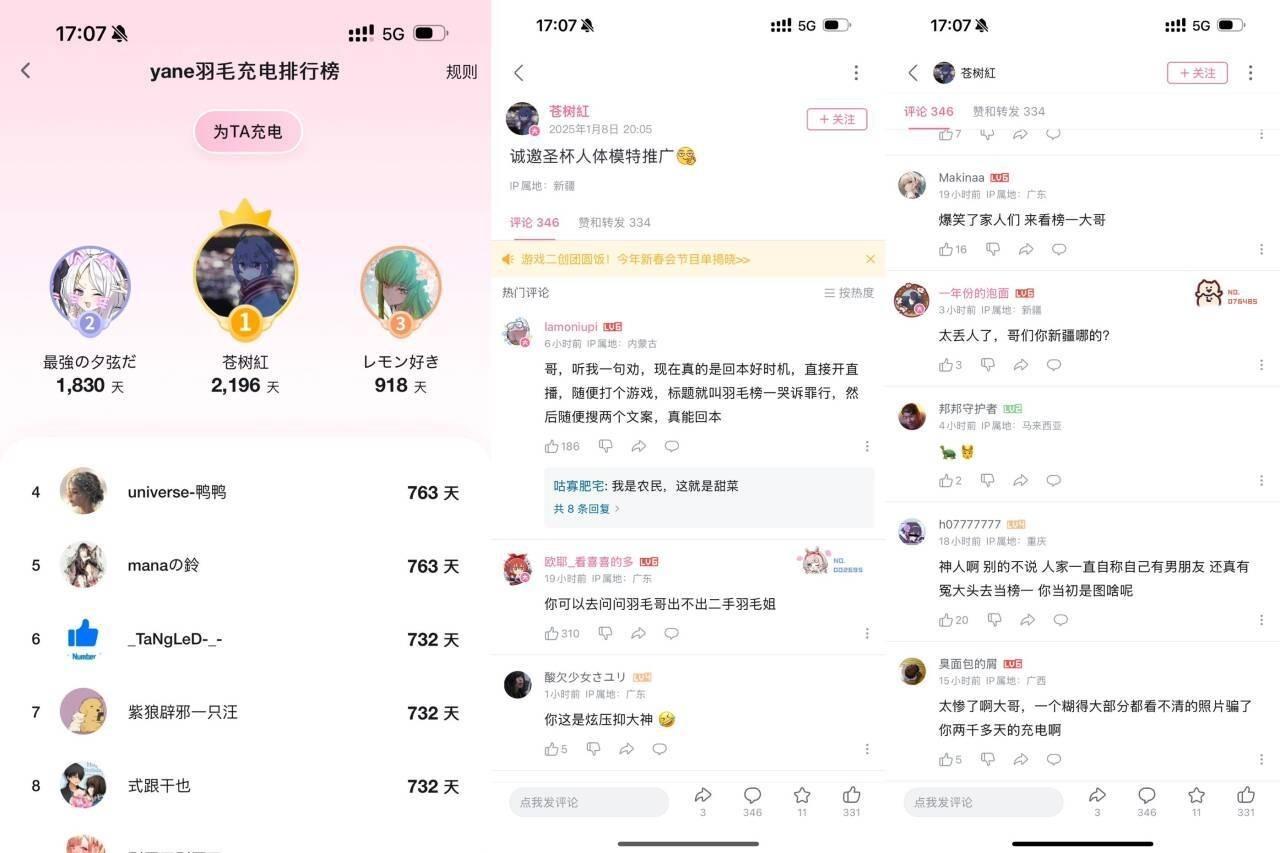 17:07
5G
yane羽毛充电排行榜
规则
为TA充电
2
1
3
最強の夕弦だ
1,830 天
苍树紅
2,196 天
レモン好き
918 天
4
universe-鸭鸭
763 天
5
manaの鈴
763 天
6
Number
_TaNgLeD-_-
732 天
7
紫狼辟邪一只汪
732 天
8
式跟干也
732 天
17:07
5G
苍树紅
2025年1月8日 20:05
+ 关注
诚邀圣杯人体模特推广
IP属地：新疆
评论 346
赞和转发 334
游戏二创团圆饭！今年新春会节目单揭晓>>
热门评论
按热度
lamoniupi LV6
6小时前 IP属地：内蒙古
哥，听我一句劝，现在真的是回本好时机，直接开直
播，随便打个游戏，标题就叫羽毛榜一哭诉罪行，然
后随便搜两个文案，真能回本
186
咕寡肥宅: 我是农民，这就是甜菜
共 8 条回复 >
欧耶_看喜喜的多 LV6
NO.
002695
19小时前 IP属地：广东
你可以去问问羽毛哥出不出二手羽毛姐
310
酸欠少女さユリ LV4
1小时前 IP属地：广东
你这是炫压抑大神
5
点我发评论
3
346
11
331
17:07
5G
苍树紅
+ 关注
评论 346
赞和转发 334
7
Makinaa LV6
19小时前 IP属地：广东
爆笑了家人们 来看榜一大哥
16
一年份的泡面 LV6
NO.
076485
3小时前 IP属地：新疆
太丢人了，哥们你新疆哪的?
3
邦邦守护者 LV2
4小时前 IP属地：马来西亚
2
h07777777 LV4
18小时前 IP属地：重庆
神人啊 别的不说 人家一直自称自己有男朋友 还真有
冤大头去当榜一 你当初是图啥呢
20
臭面包的屑 LV6
15小时前 IP属地：广西
太惨了啊大哥，一个糊得大部分都看不清的照片骗了
你两千多天的充电啊
5
点我发评论
3
346
11
331